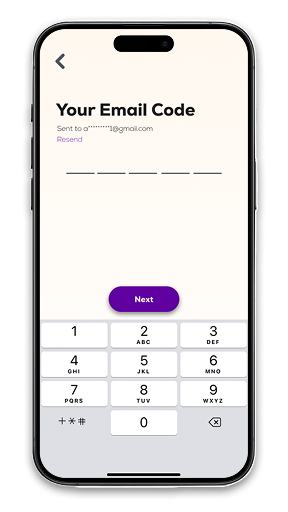 Your Email Code
Sent to a*********1@gmail.com
Resend
Next
1 2 3
ABC DEF
4 5 6
GHI JKL MNO
7 8 9
PQRS TUV WXYZ
+*# 0